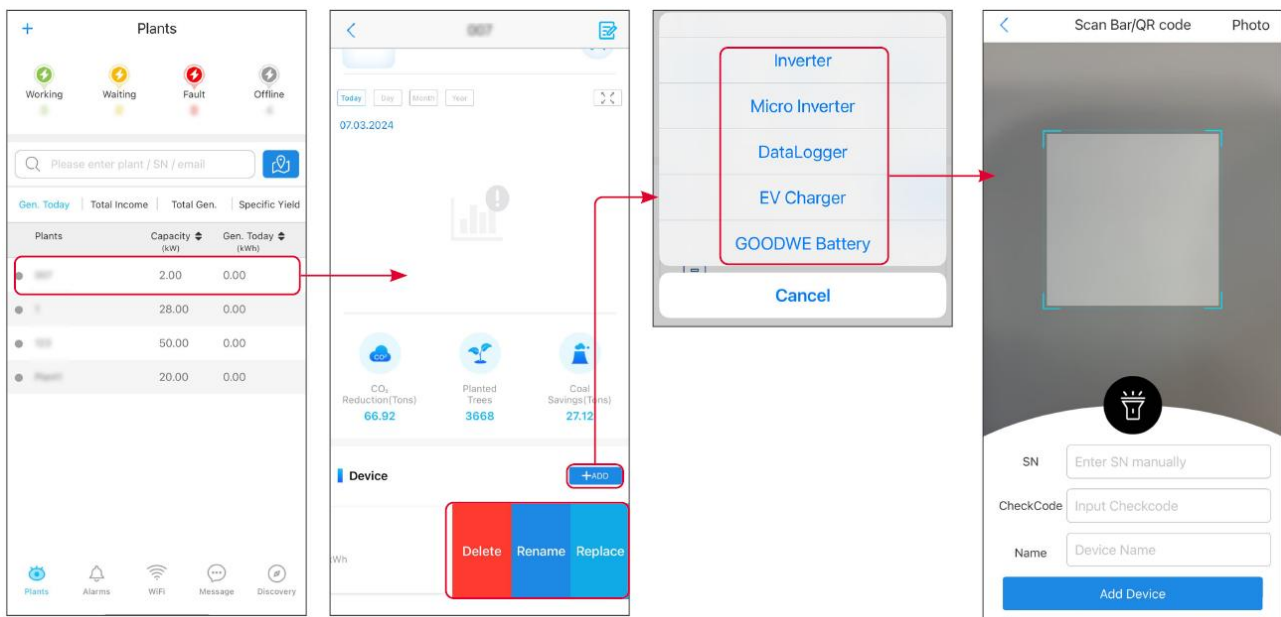 Plants
Working Waiting Fault Offline
Please enter plant / SN / email
Gen. Today Total Income Total Gen. Specific Yield
Plants Capacity Gen. Today
(kW) (kWh)
2.00 0.00
28.00 0.00
50.00 0.00
20.00 0.00
Plants Alarms WiFi Message Discovery
007
Today Day Month Year
07.03.2024
CO₂
CO₂ Planted Coal
Reduction(Tons) Trees Savings(Tons)
66.92 3668 27.12
Device +ADD
Wh Delete Rename Replace
Inverter
Micro Inverter
DataLogger
EV Charger
GOODWE Battery
Cancel
Scan Bar/QR code Photo
SN Enter SN manually
CheckCode Input Checkcode
Name Device Name
Add Device